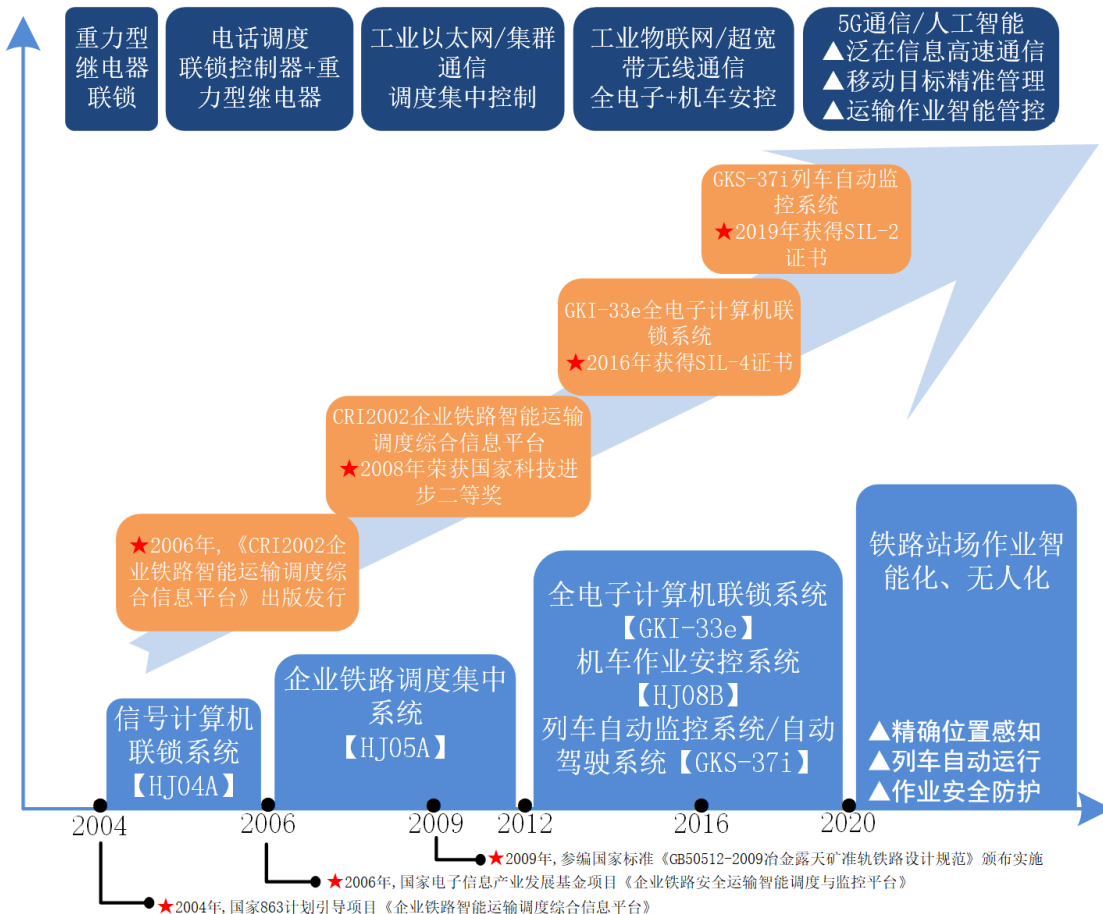 重力型
继电器
联锁
电话调度
联锁控制器+重
力型继电器
工业以太网/集群
通信
调度集中控制
工业物联网/超宽
带无线通信
全电子+机车安控
5G通信/人工智能
▲泛在信息高速通信
▲移动目标精准管理
▲运输作业智能管控
GKS-37i列车自动监
控系统
★2019年获得SIL-2
证书
GKI-33e全电子计算机联
锁系统
★2016年获得SIL-4证书
CRI2002企业铁路智能运输
调度综合信息平台
★2008年荣获国家科技进
步二等奖
★2006年,《CRI2002企
业铁路智能运输调度综
合信息平台》出版发行
信号计算机
联锁系统
【HJ04A】
企业铁路调度集中
系统
【HJ05A】
全电子计算机联锁系统
【GKI-33e】
机车作业安控系统
【HJ08B】
列车自动监控系统/自动
驾驶系统【GKS-37i】
铁路站场作业智
能化、无人化
▲精确位置感知
▲列车自动运行
▲作业安全防护
2004
2006
2009
2012
2016
2020
★2009年,参编国家标准《GB50512-2009冶金露天矿准轨铁路设计规范》颁布实施
★2006年,国家电子信息产业发展基金项目《企业铁路安全运输智能调度与监控平台》
★2004年,国家863计划引导项目《企业铁路智能运输调度综合信息平台》